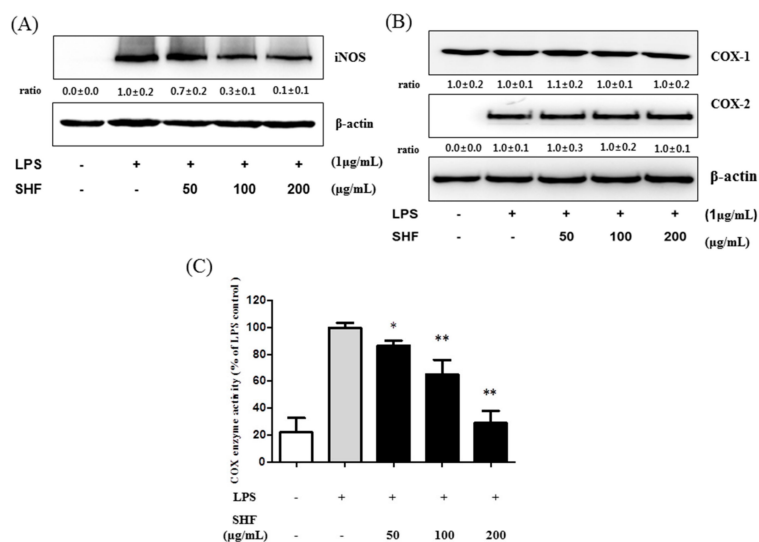 (A)
iNOS
ratio 0.0±0.0 1.0±0.2 0.7±0.2 0.3±0.1 0.1±0.1
β-actin
LPS - + + + + (1μg/mL)
SHF - - 50 100 200 (μg/mL)
(B)
COX-1
1.0±0.2 1.0±0.1 1.1±0.2 1.0±0.1 1.0±0.2
COX-2
ratio 0.0±0.0 1.0±0.1 1.0±0.3 1.0±0.2 1.0±0.1
β-actin
LPS - + + + + (1μg/mL)
SHF - - 50 100 200 (μg/mL)
(C)
COX enzyme activity ( % of LPS control )
120
100
80
60
40
20
0
* ** **
LPS - + + + +
SHF
(μg/mL) - - 50 100 200